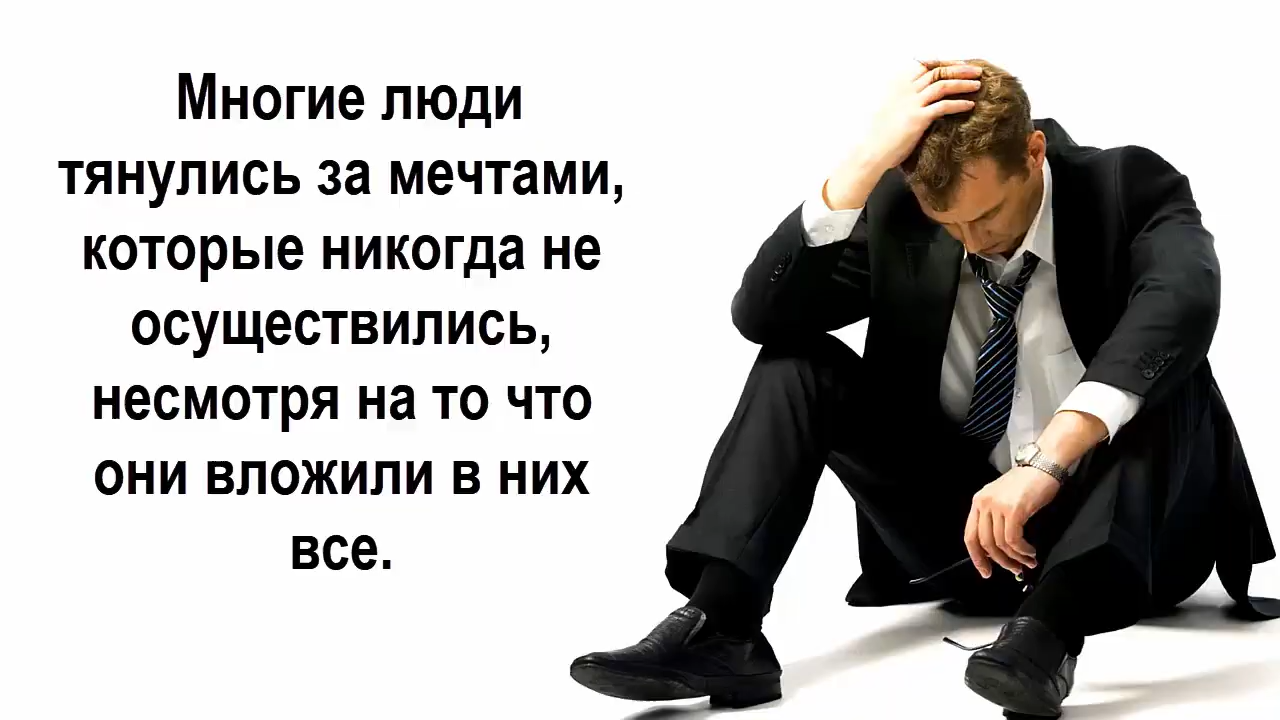 Многие люди
тянулись за мечтами,
которые никогда не
осуществились,
несмотря на то что
они вложили в них
все.